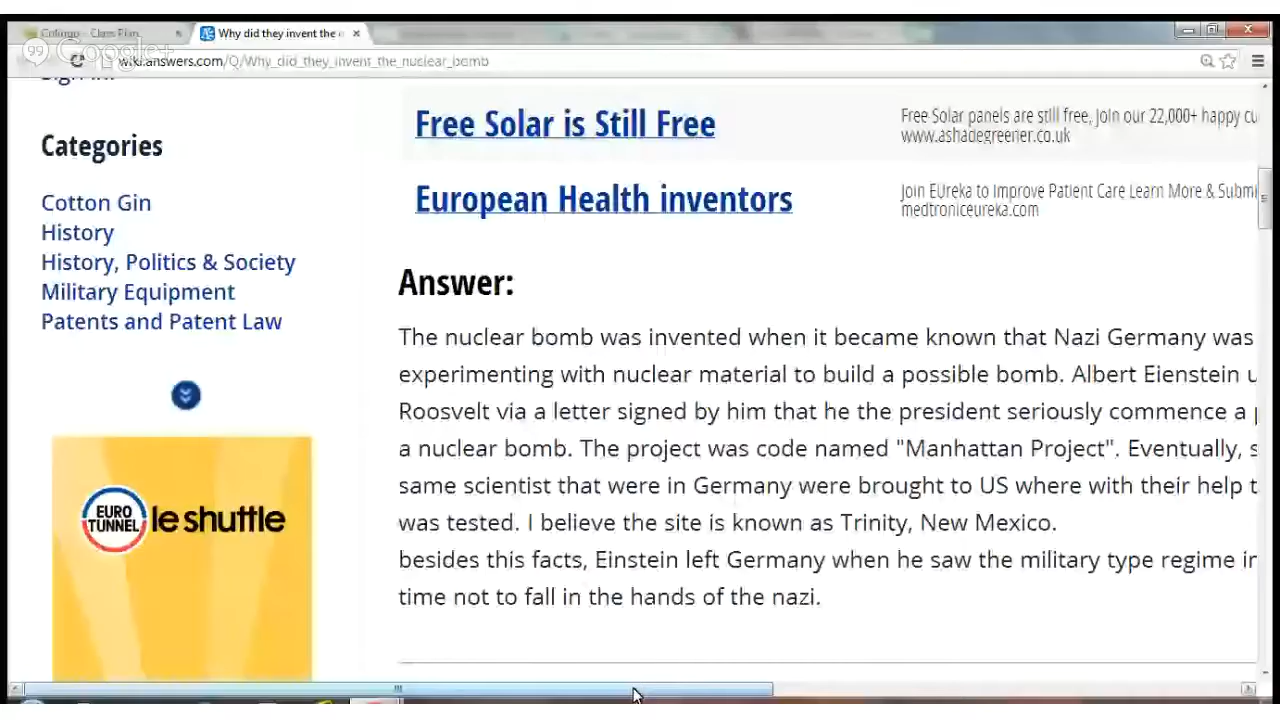 Why did they invent the
Google+
wiki.answers.com/Q/Why_did_they_invent_the_nuclear_bomb
Categories
Cotton Gin
History
History, Politics & Society
Military Equipment
Patents and Patent Law
EURO
TUNNEL
le shuttle
Free Solar is Still Free
Free Solar panels are still free, Join our 22,000+ happy
www.ashadegreener.co.uk
European Health inventors
Join EUreka to Improve Patient Care Learn More &
medtroniceureka.com
Answer:
The nuclear bomb was invented when it became known that Nazi Germany was
experimenting with nuclear material to build a possible bomb. Albert Eienstein
Roosvelt via a letter signed by him that he the president seriously commence a
a nuclear bomb. The project was code named "Manhattan Project". Eventually,
same scientist that were in Germany were brought to US where with their help
was tested. I believe the site is known as Trinity, New Mexico.
besides this facts, Einstein left Germany when he saw the military type regime
time not to fall in the hands of the nazi.